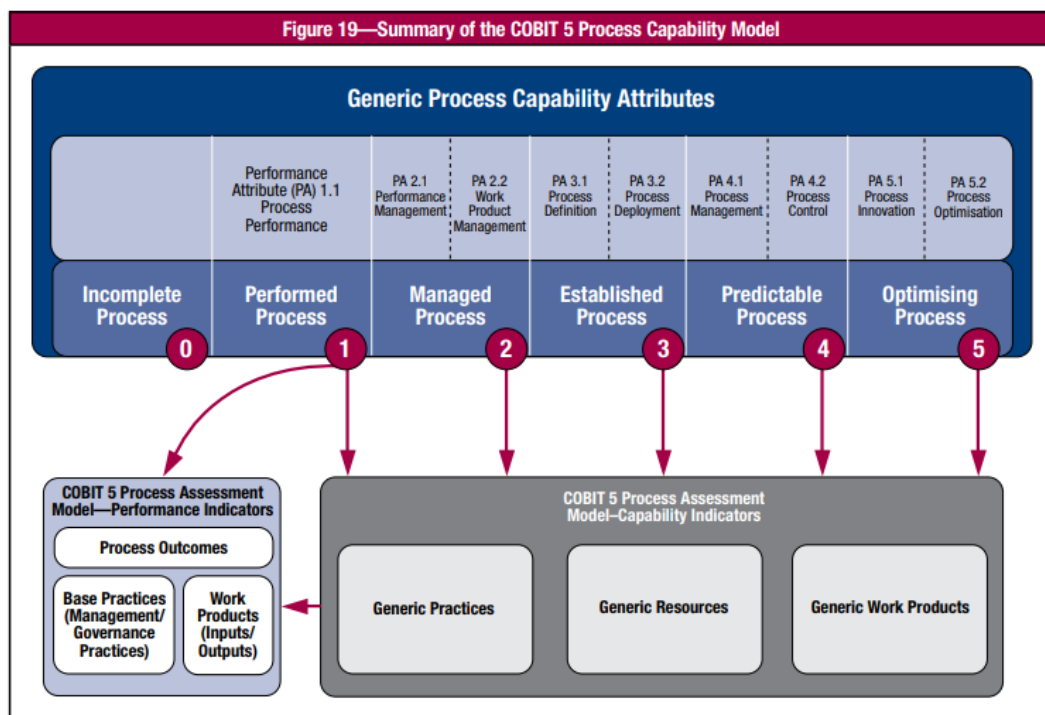 Figure 19—Summary of the COBIT 5 Process Capability Model
Generic Process Capability Attributes
Performance
Attribute (PA) 1.1
Process
Performance
PA 2.1
Performance
Management
PA 2.2
Work
Product
Management
PA 3.1
Process
Definition
PA 3.2
Process
Deployment
PA 4.1
Process
Management
PA 4.2
Process
Control
PA 5.1
Process
Innovation
PA 5.2
Process
Optimisation
Incomplete
Process
0
Performed
Process
1
Managed
Process
2
Established
Process
3
Predictable
Process
4
Optimising
Process
5
COBIT 5 Process Assessment
Model—Performance Indicators
Process Outcomes
Base Practices
(Management/
Governance
Practices)
Work
Products
(Inputs/
Outputs)
COBIT 5 Process Assessment
Model–Capability Indicators
Generic Practices
Generic Resources
Generic Work Products